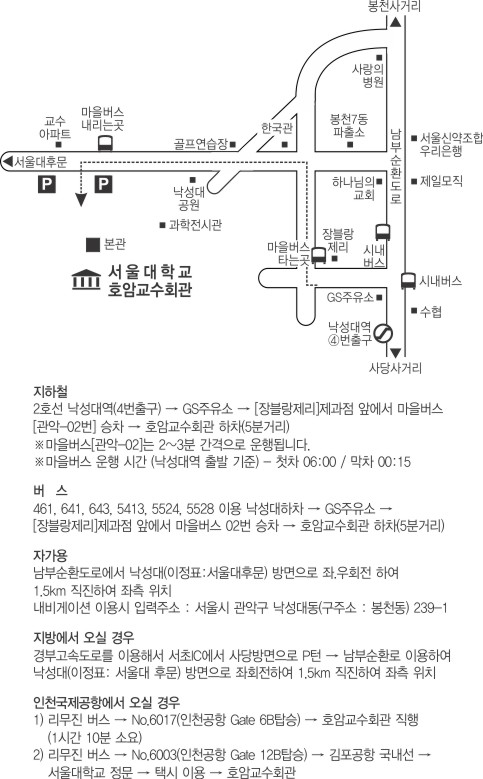 봉천사거리
사랑의
병원
교수
아파트
마을버스
내리는곳
골프연습장
한국관
봉천7동
파출소
남부순환도로
서울신약조합
우리은행
서울대후문
P
P
낙성대
공원
하나님의
교회
제일모직
과학전시관
본관
마을버스
타는곳
장블랑
제리
시내
버스
서울대학교
호암교수회관
시내버스
GS주유소
수협
낙성대역
④번출구
사당사거리
지하철
2호선 낙성대역(4번출구) → GS주유소 → [장블랑제리]제과점 앞에서 마을버스
[관악-02번] 승차 → 호암교수회관 하차(5분거리)
※마을버스[관악-02]는 2~3분 간격으로 운행됩니다.
※마을버스 운행 시간 (낙성대역 출발 기준) - 첫차 06:00 / 막차 00:15
버 스
461, 641, 643, 5413, 5524, 5528 이용 낙성대하차 → GS주유소 →
[장블랑제리]제과점 앞에서 마을버스 02번 승차 → 호암교수회관 하차(5분거리)
자가용
남부순환도로에서 낙성대(이정표:서울대후문) 방면으로 좌.우회전 하여
1.5km 직진하여 좌측 위치
내비게이션 이용시 입력주소 : 서울시 관악구 낙성대동(구주소 : 봉천동) 239-1
지방에서 오실 경우
경부고속도로를 이용해서 서초IC에서 사당방면으로 P턴 → 남부순환로 이용하여
낙성대(이정표: 서울대 후문) 방면으로 좌회전하여 1.5km 직진하여 좌측 위치
인천국제공항에서 오실 경우
1) 리무진 버스 → No.6017(인천공항 Gate 6B탑승) → 호암교수회관 직행
(1시간 10분 소요)
2) 리무진 버스 → No.6003(인천공항 Gate 12B탑승) → 김포공항 국내선 →
서울대학교 정문 → 택시 이용 → 호암교수회관